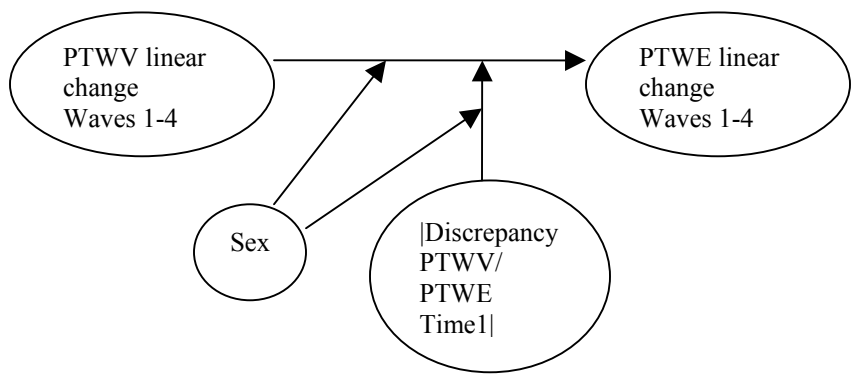 PTWV linear
change
Waves 1-4
PTWE linear
change
Waves 1-4
Sex
|Discrepancy
PTWV/
PTWE
Time1|